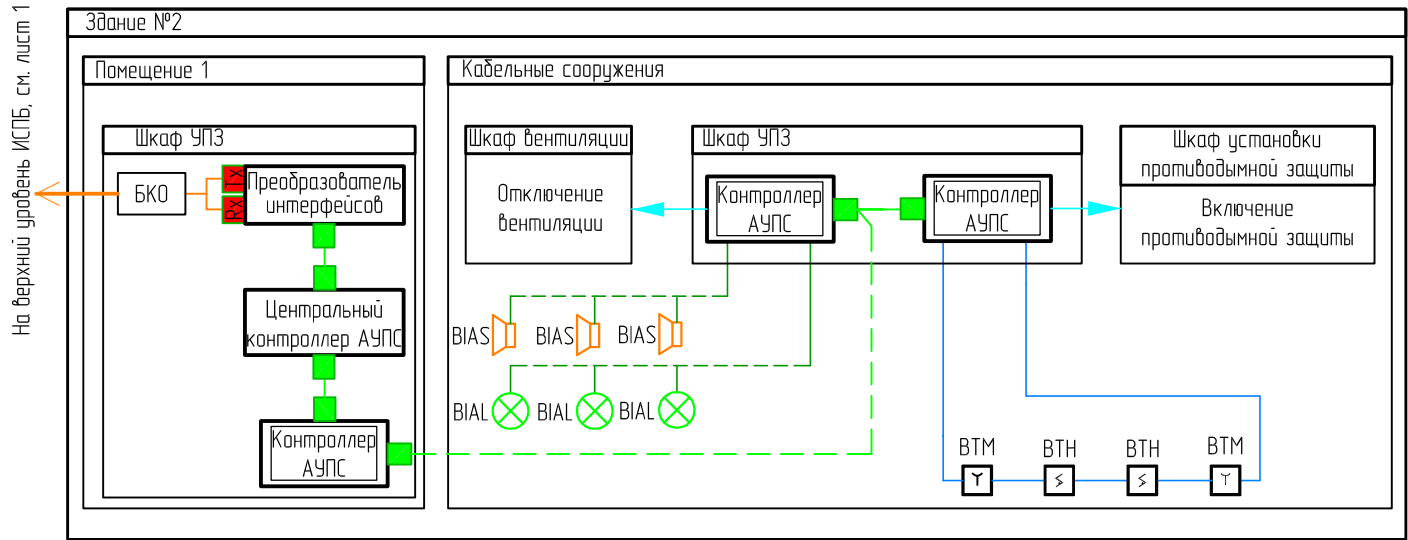 Здание №2
На верхний уровень ИСПБ, см. лист 1
Помещение 1
Шкаф УПЗ
БКО
TX
RX
Преобразователь
интерфейсов
Центральный
контроллер АУПС
Контроллер
АУПС
Кабельные сооружения
Шкаф вентиляции
Отключение
вентиляции
Шкаф УПЗ
Контроллер
АУПС
Контроллер
АУПС
Шкаф установки
противодымной защиты
Включение
противодымной защиты
BIAS
BIAS
BIAS
BIAL
BIAL
BIAL
BTM
BTH
BTH
BTM